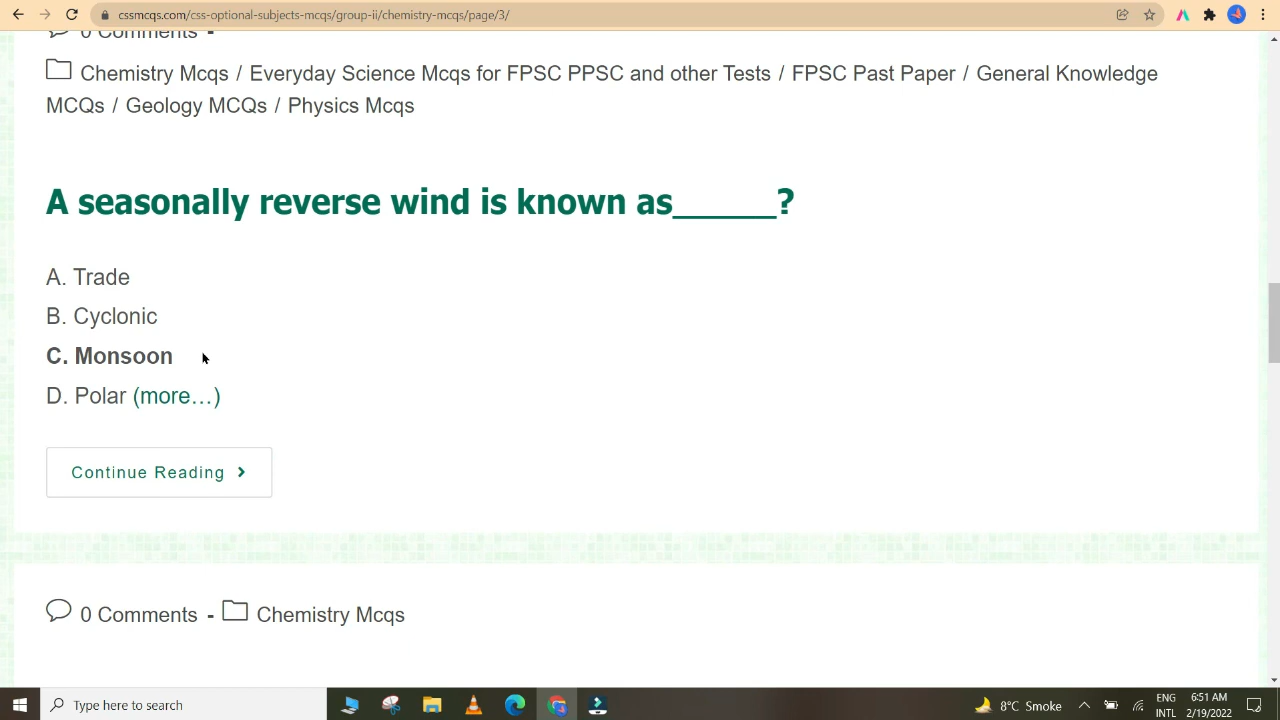 cssmcqs.com/css-optional-subjects-mcqs/group-ii/chemistry-mcqs/page/3/
0 Comments -
Chemistry Mcqs / Everyday Science Mcqs for FPSC PPSC and other Tests / FPSC Past Paper / General Knowledge
MCQs / Geology MCQs / Physics Mcqs
A seasonally reverse wind is known as______?
A. Trade
B. Cyclonic
C. Monsoon
D. Polar (more…)
Continue Reading
0 Comments - Chemistry Mcqs
Type here to search
8°C Smoke
ENG
INTL
6:51 AM
2/19/2022